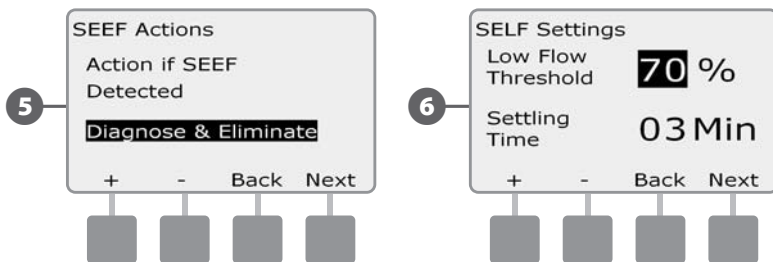 5
SEEF Actions
Action if SEEF
Detected
Diagnose & Eliminate
+ - Back Next
6
SELF Settings
Low Flow
Threshold 70 %
Settling
Time 03 Min
+ - Back Next